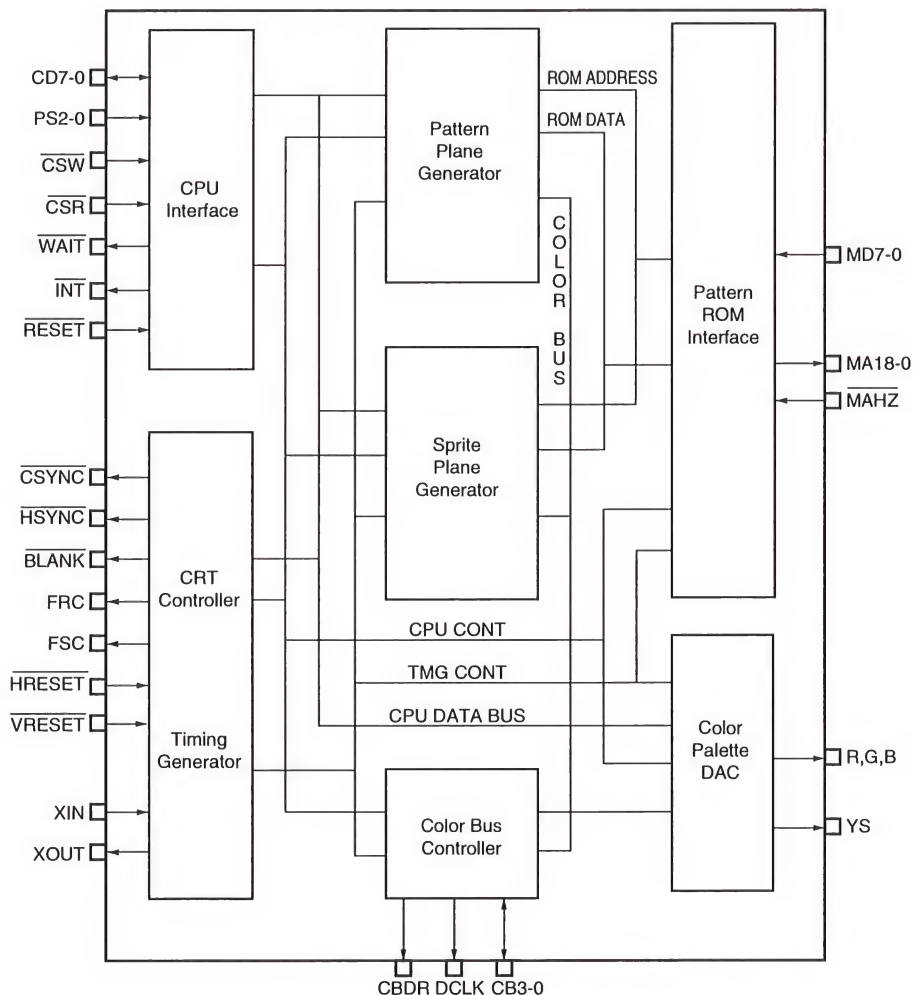 CD7-0
PS2-0
CSW
CSR
WAIT
INT
RESET
CPU
Interface
Pattern
Plane
Generator
ROM ADDRESS
ROM DATA
COLOR BUS
Pattern
ROM
Interface
MD7-0
MA18-0
MAHZ
Sprite
Plane
Generator
CSYNC
HSYNC
BLANK
FRC
FSC
HRESET
VRESET
XIN
XOUT
CRT
Controller
Timing
Generator
CPU CONT
TMG CONT
CPU DATA BUS
Color
Palette
DAC
R,G,B
YS
Color Bus
Controller
CBDR DCLK CB3-0